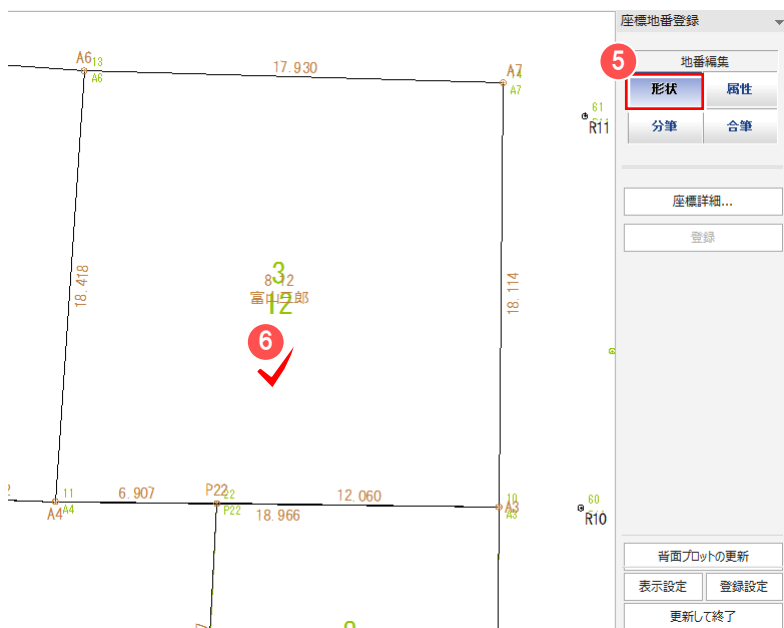 座標地番登録
地番編集
5
形状
属性
分筆
合筆
座標詳細...
登録
A6
13
A6
17.930
A7
A7
61
R11
18.418
18.114
3
8-12
12
6
11
A4
A4
6.907
P22
22
P22
12.060
18.966
10
A3
A3
60
R10
背面プロットの更新
表示設定
登録設定
更新して終了